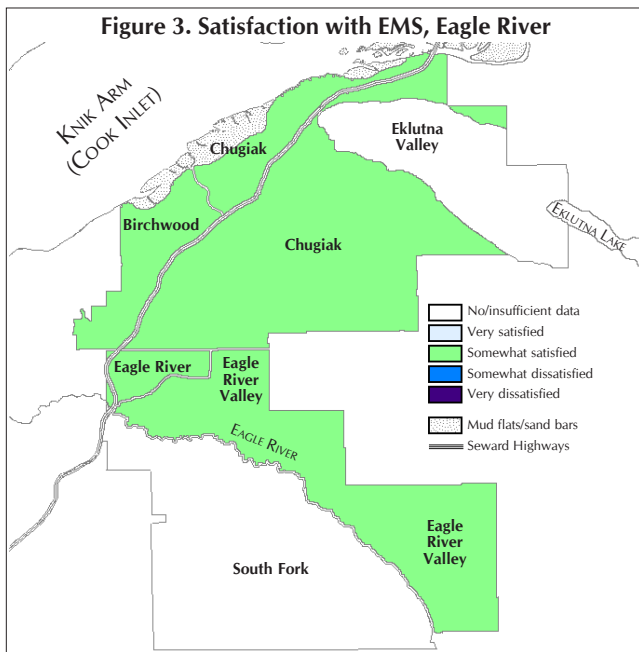 Figure 3. Satisfaction with EMS, Eagle River
KNIK ARM
(COOK INLET)
Chugiak
Eklutna
Valley
EKLUTNA LAKE
Birchwood
Chugiak
No/insufficient data
Very satisfied
Somewhat satisfied
Somewhat dissatisfied
Very dissatisfied
Mud flats/sand bars
Seward Highways
Eagle River
Eagle
River
Valley
EAGLE RIVER
Eagle
River
Valley
South Fork